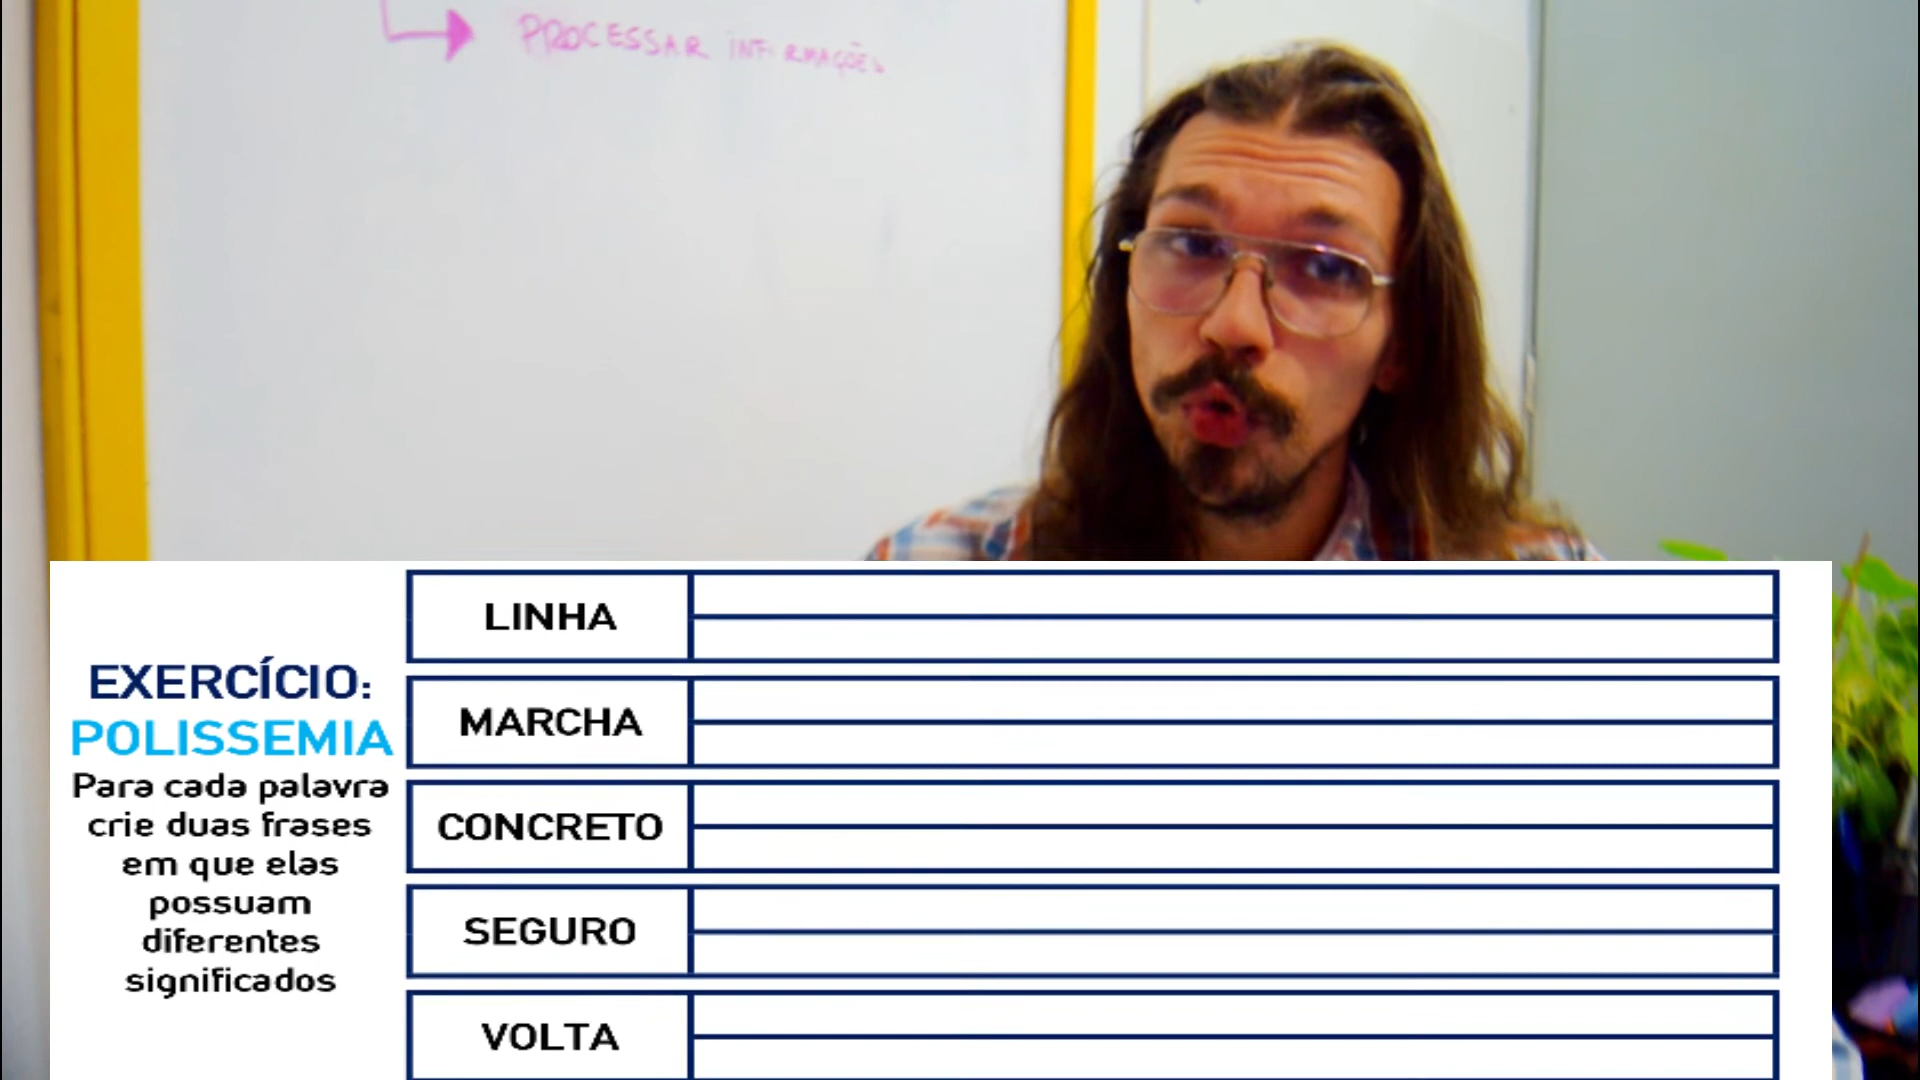 PROCESSAR INFORMAÇÕES
EXERCÍCIO:
POLISSEMIA
Para cada palavra
crie duas frases
em que elas
possuam
diferentes
significados
LINHA
MARCHA
CONCRETO
SEGURO
VOLTA